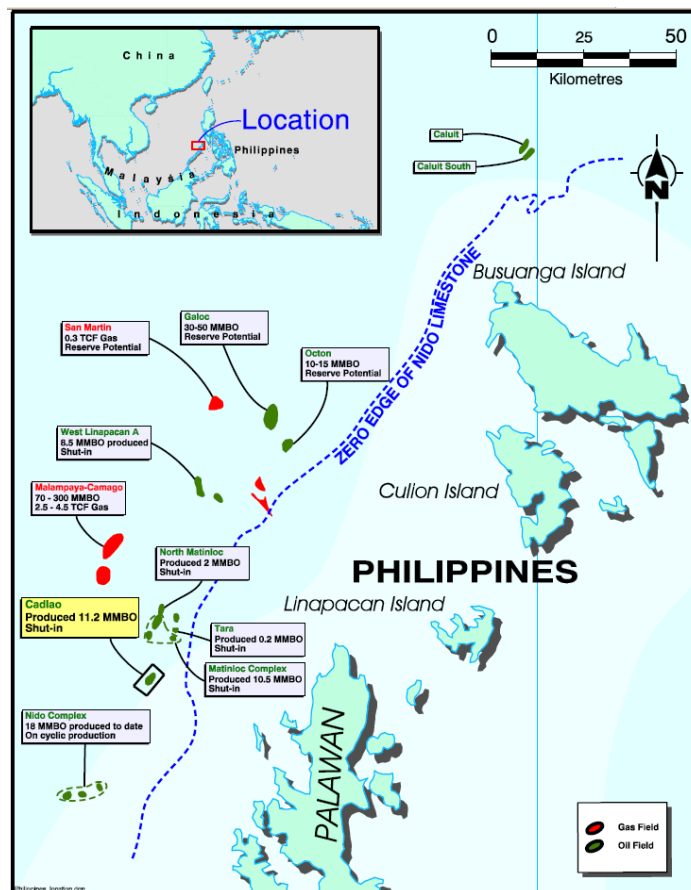 China
Location
Philippines
Malaysia
Indonesia
0 25 50
Kilometres
Caluit
Caluit South
N
Busuanga Island
ZERO EDGE OF NIDO LIMESTONE
Galoc
30-50 MMBO
Reserve Potential
San Martin
0.3 TCF Gas
Reserve Potential
Octon
10-15 MMBO
Reserve Potential
West Linapacan A
8.5 MMBO produced
Shut-in
Culion Island
Malampaya-Camago
70 - 300 MMBO
2.5 - 4.5 TCF Gas
North Matinloc
Produced 2 MMBO
Shut-in
PHILIPPINES
Linapacan Island
Cadlao
Produced 11.2 MMBO
Shut-in
Tara
Produced 0.2 MMBO
Shut-in
Matinloc Complex
Produced 10.5 MMBO
Shut-in
Nido Complex
18 MMBO produced to date
On cyclic production
PALAWAN
Gas Field
Oil Field